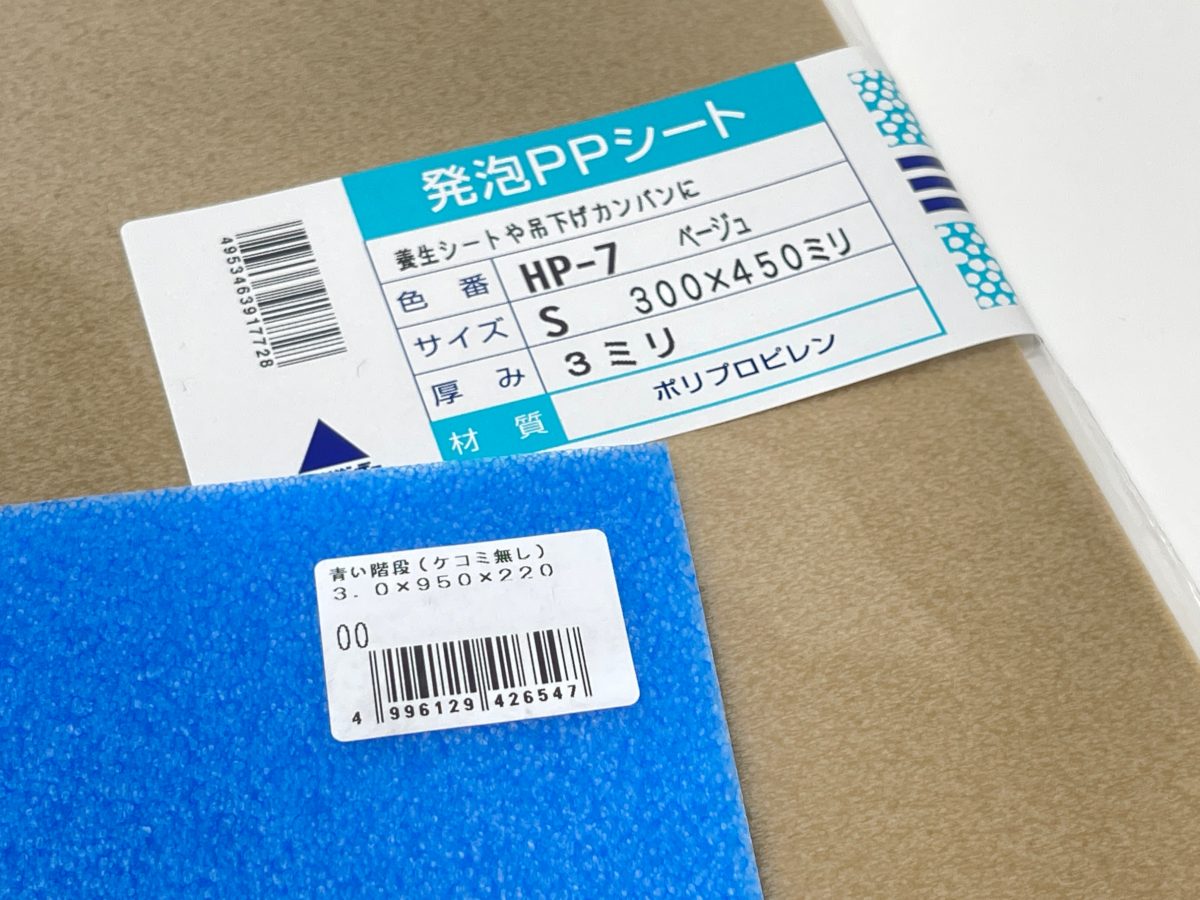 発泡PPシート
養生シートや吊下げカンバンに
色番 HP-7 ベージュ
サイズ S 300×450ミリ
厚み 3ミリ
材質 ポリプロピレン
4953463917728
青い階段(ケコミ無し)
3.0×950×220
00
4 996129 426547